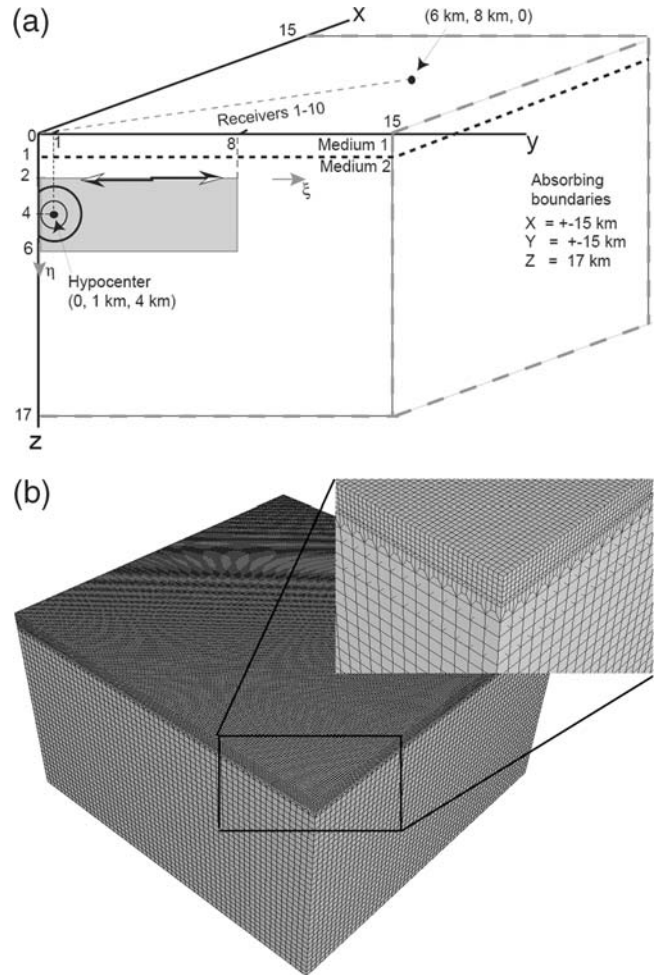 (a)
X
15
(6 km, 8 km, 0)
Receivers 1-10
0
1
8
15
y
1
Medium 1
Medium 2
2
ξ
4
6
η
Hypocenter
(0, 1 km, 4 km)
Absorbing
boundaries
X = +-15 km
Y = +-15 km
Z = 17 km
17
z
(b)